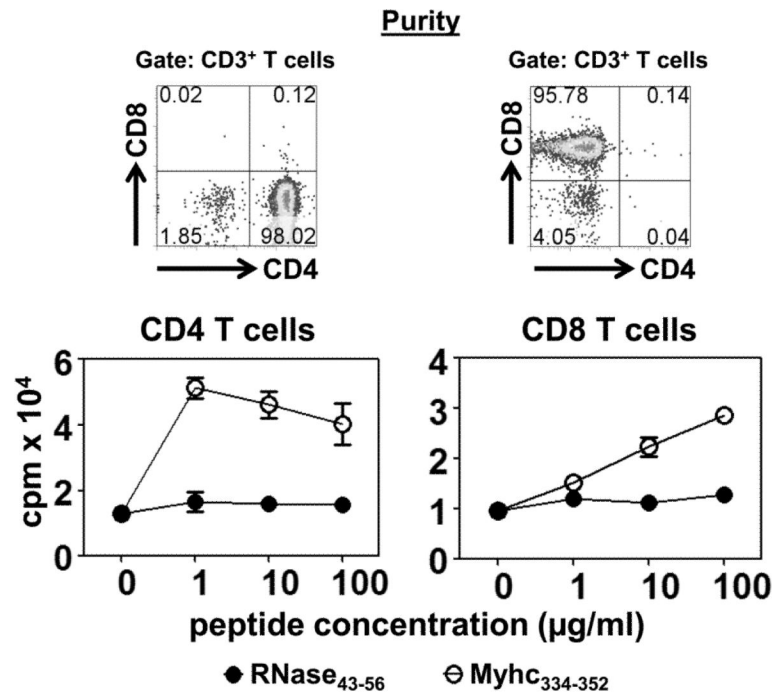 Purity
Gate: CD3⁺ T cells
Gate: CD3⁺ T cells
0.02 0.12
1.85 98.02
CD8
CD4
95.78 0.14
4.05 0.04
CD8
CD4
CD4 T cells
CD8 T cells
cpm x 10⁴
6
4
2
0
0 1 10 100
4
3
2
1
0
0 1 10 100
peptide concentration (µg/ml)
RNase₄₃₋₅₆ Myhc₃₃₄₋₃₅₂